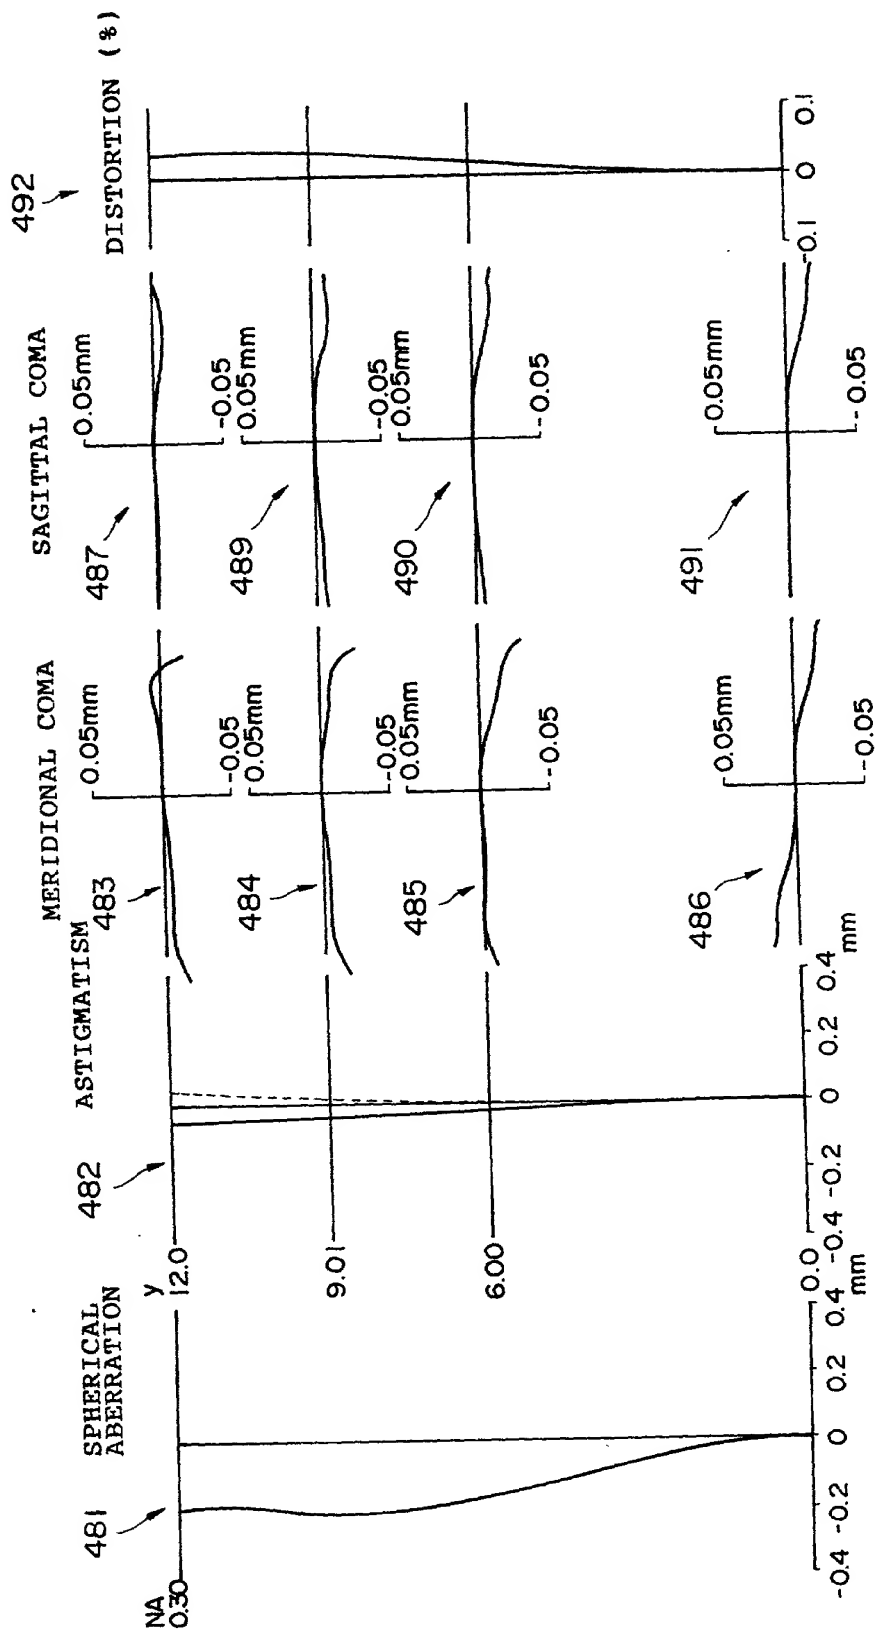 SPHERICAL
ABERRATION
481
NA
0.30
-0.4 -0.2 0 0.2 0.4
mm
ASTIGMATISM
482
y
12.0
9.01
6.00
0.0
-0.4 -0.2 0 0.2 0.4
mm
MERIDIONAL COMA
483
0.05mm
-0.05
484
0.05mm
-0.05
485
0.05mm
-0.05
486
0.05mm
-0.05
SAGITTAL COMA
487
0.05mm
-0.05
489
0.05mm
-0.05
490
0.05mm
-0.05
491
0.05mm
-0.05
DISTORTION (%)
492
-0.1 0 0.1